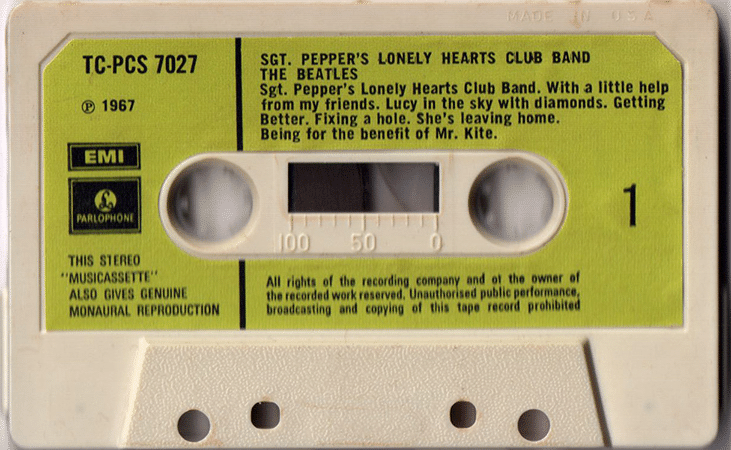 MADE IN USA
TC-PCS 7027
℗ 1967
EMI
PARLOPHONE
THIS STEREO
"MUSICASSETTE"
ALSO GIVES GENUINE
MONAURAL REPRODUCTION
SGT. PEPPER'S LONELY HEARTS CLUB BAND
THE BEATLES
Sgt. Pepper's Lonely Hearts Club Band. With a little help
from my friends. Lucy in the sky with diamonds. Getting
Better. Fixing a hole. She's leaving home.
Being for the benefit of Mr. Kite.
100 50 0
1
All rights of the recording company and ot the owner of
the recorded work reserved. Unauthorised public performance,
broadcasting and copying of this tape record prohibited